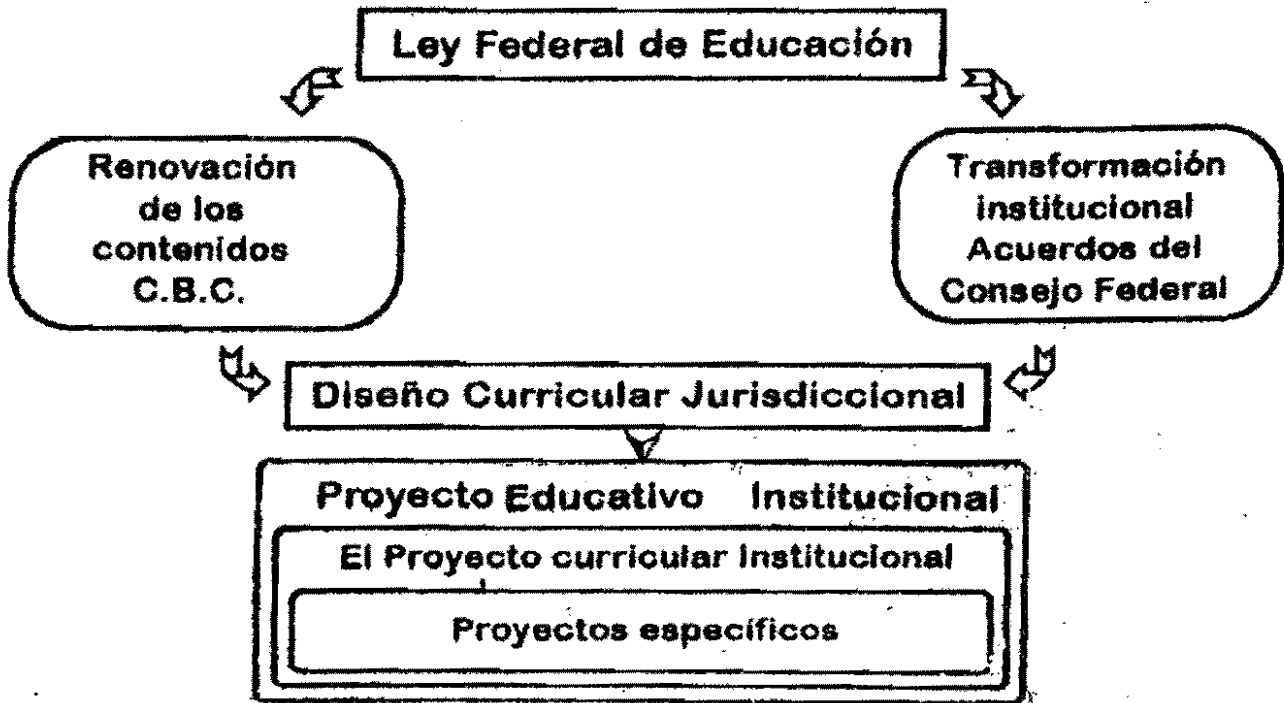 Ley Federal de Educación
Renovación
de los
contenidos
C.B.C.
Transformación
institucional
Acuerdos del
Consejo Federal
Diseño Curricular Jurisdiccional
Proyecto Educativo Institucional
El Proyecto curricular Institucional
Proyectos específicos